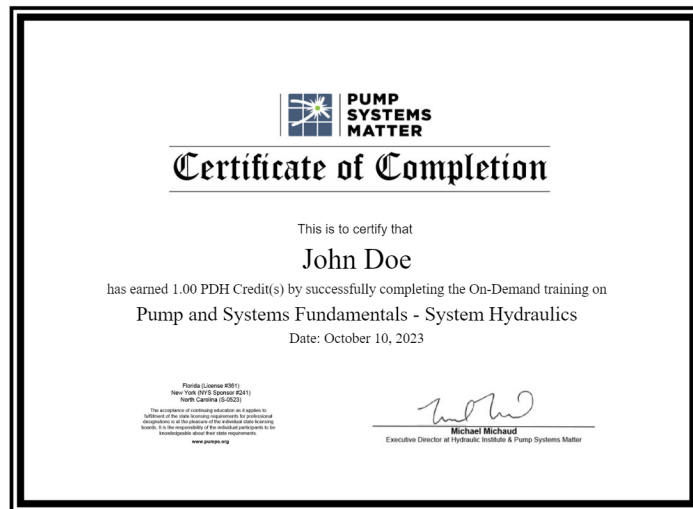 PUMP
SYSTEMS
MATTER
Certificate of Completion
This is to certify that
John Doe
has earned 1.00 PDH Credit(s) by successfully completing the On-Demand training on
Pump and Systems Fundamentals - System Hydraulics
Date: October 10, 2023
Florida (License #361)
New York (NYS Sponsor #241)
North Carolina (S-0523)
The acceptance of continuing education as it applies to
fulfillment of the state licensing requirements for professional
designations is at the pleasure of the individual state licensing
boards. It is the responsibility of the individual participants to be
knowledgeable about their state requirements.
www.pumps.org
Michael Michaud
Executive Director at Hydraulic Institute & Pump Systems Matter